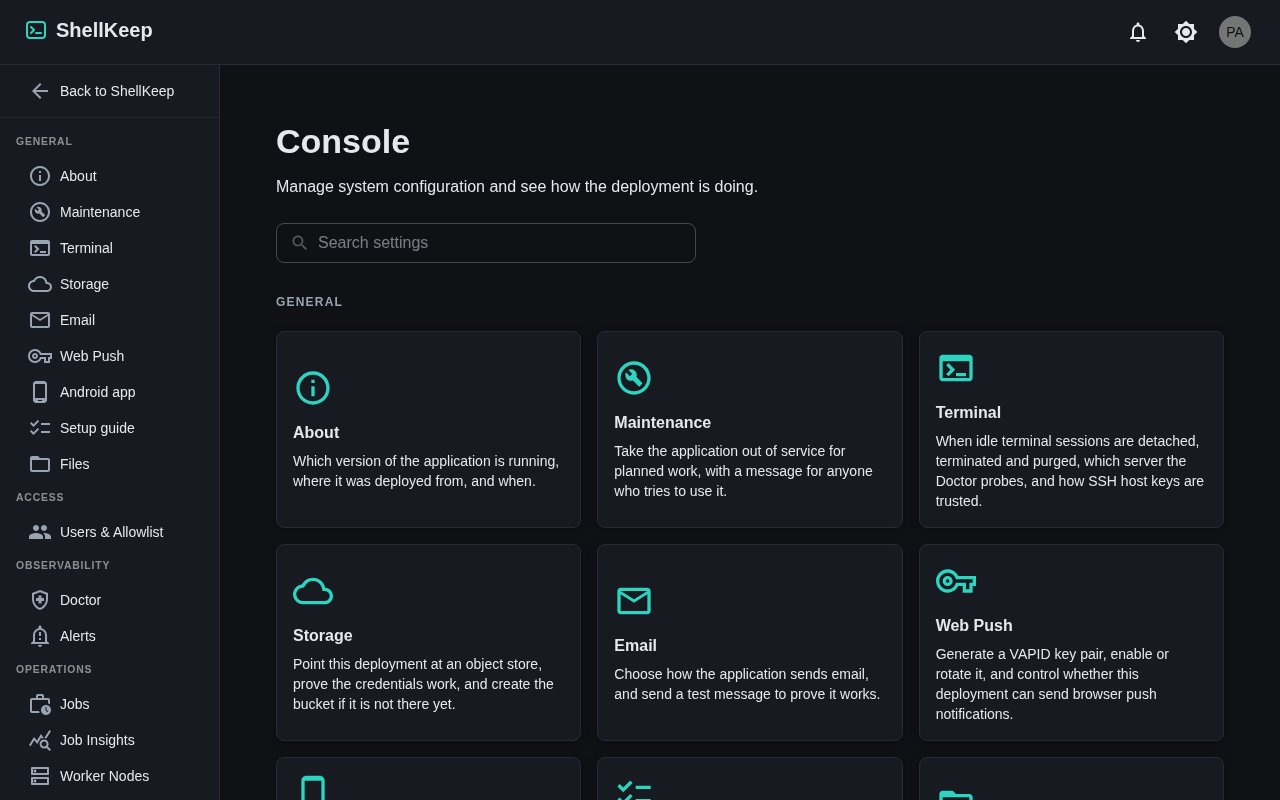 ShellKeep
PA
Back to ShellKeep
GENERAL
About
Maintenance
Terminal
Storage
Email
Web Push
Android app
Setup guide
Files
ACCESS
Users & Allowlist
OBSERVABILITY
Doctor
Alerts
OPERATIONS
Jobs
Job Insights
Worker Nodes
Console
Manage system configuration and see how the deployment is doing.
Search settings
GENERAL
About
Which version of the application is running,
where it was deployed from, and when.
Maintenance
Take the application out of service for
planned work, with a message for anyone
who tries to use it.
Terminal
When idle terminal sessions are detached,
terminated and purged, which server the
Doctor probes, and how SSH host keys are
trusted.
Storage
Point this deployment at an object store,
prove the credentials work, and create the
bucket if it is not there yet.
Email
Choose how the application sends email,
and send a test message to prove it works.
Web Push
Generate a VAPID key pair, enable or
rotate it, and control whether this
deployment can send browser push
notifications.